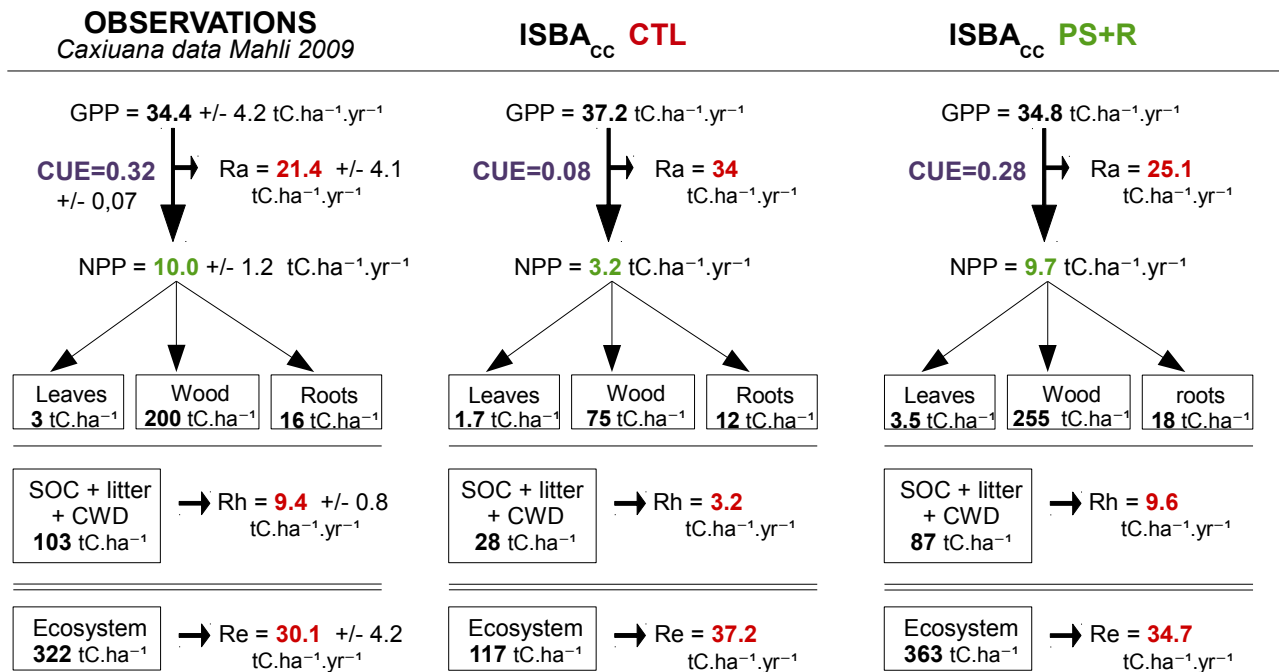 OBSERVATIONS
Caxiuana data Mahli 2009
GPP = 34.4 +/- 4.2 tC.ha⁻¹.yr⁻¹
CUE=0.32
+/- 0,07
Ra = 21.4 +/- 4.1
tC.ha⁻¹.yr⁻¹
NPP = 10.0 +/- 1.2 tC.ha⁻¹.yr⁻¹
Leaves
3 tC.ha⁻¹
Wood
200 tC.ha⁻¹
Roots
16 tC.ha⁻¹
SOC + litter
+ CWD
103 tC.ha⁻¹
Rh = 9.4 +/- 0.8
tC.ha⁻¹.yr⁻¹
Ecosystem
322 tC.ha⁻¹
Re = 30.1 +/- 4.2
tC.ha⁻¹.yr⁻¹
ISBACC CTL
GPP = 37.2 tC.ha⁻¹.yr⁻¹
CUE=0.08
Ra = 34
tC.ha⁻¹.yr⁻¹
NPP = 3.2 tC.ha⁻¹.yr⁻¹
Leaves
1.7 tC.ha⁻¹
Wood
75 tC.ha⁻¹
Roots
12 tC.ha⁻¹
SOC + litter
+ CWD
28 tC.ha⁻¹
Rh = 3.2
tC.ha⁻¹.yr⁻¹
Ecosystem
117 tC.ha⁻¹
Re = 37.2
tC.ha⁻¹.yr⁻¹
ISBACC PS+R
GPP = 34.8 tC.ha⁻¹.yr⁻¹
CUE=0.28
Ra = 25.1
tC.ha⁻¹.yr⁻¹
NPP = 9.7 tC.ha⁻¹.yr⁻¹
Leaves
3.5 tC.ha⁻¹
Wood
255 tC.ha⁻¹
roots
18 tC.ha⁻¹
SOC + litter
+ CWD
87 tC.ha⁻¹
Rh = 9.6
tC.ha⁻¹.yr⁻¹
Ecosystem
363 tC.ha⁻¹
Re = 34.7
tC.ha⁻¹.yr⁻¹